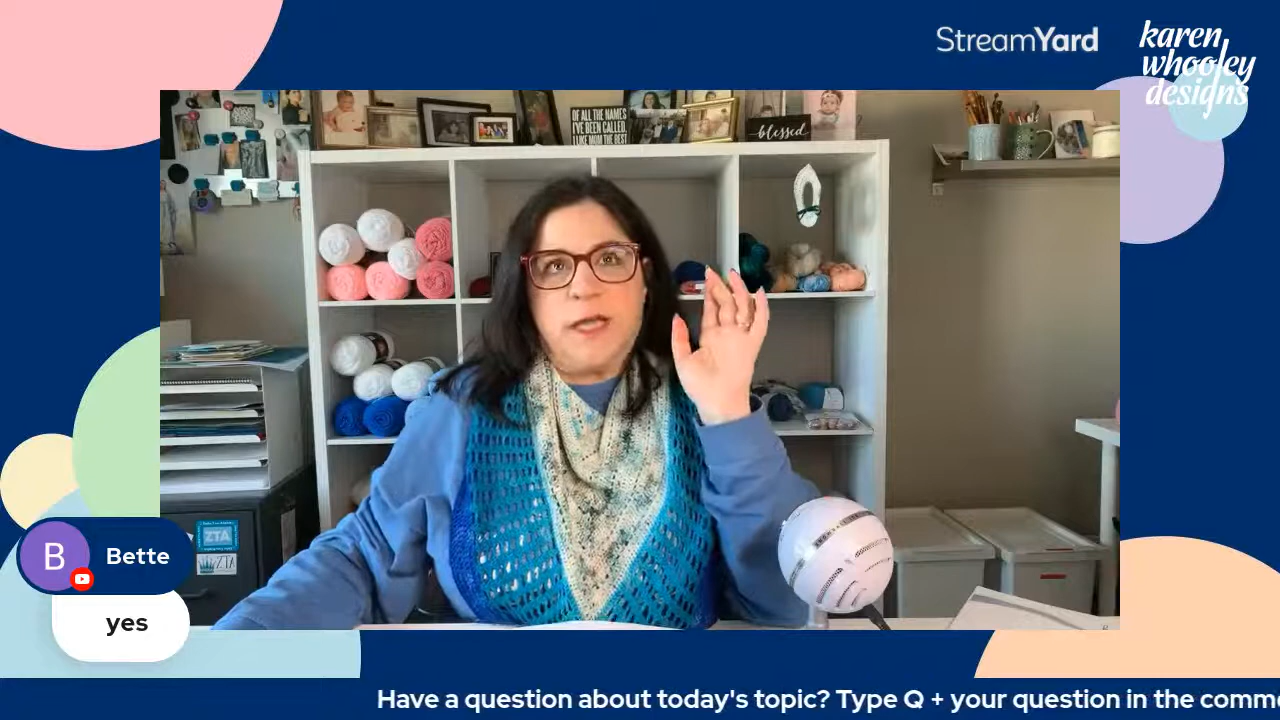 StreamYard
karen
whooley
designs
OF ALL THE NAMES
I'VE BEEN CALLED,
I LIKE MOM THE BEST
blessed
ZTA
ZTA
B
Bette
yes
Have a question about today's topic? Type Q + your question in the comme